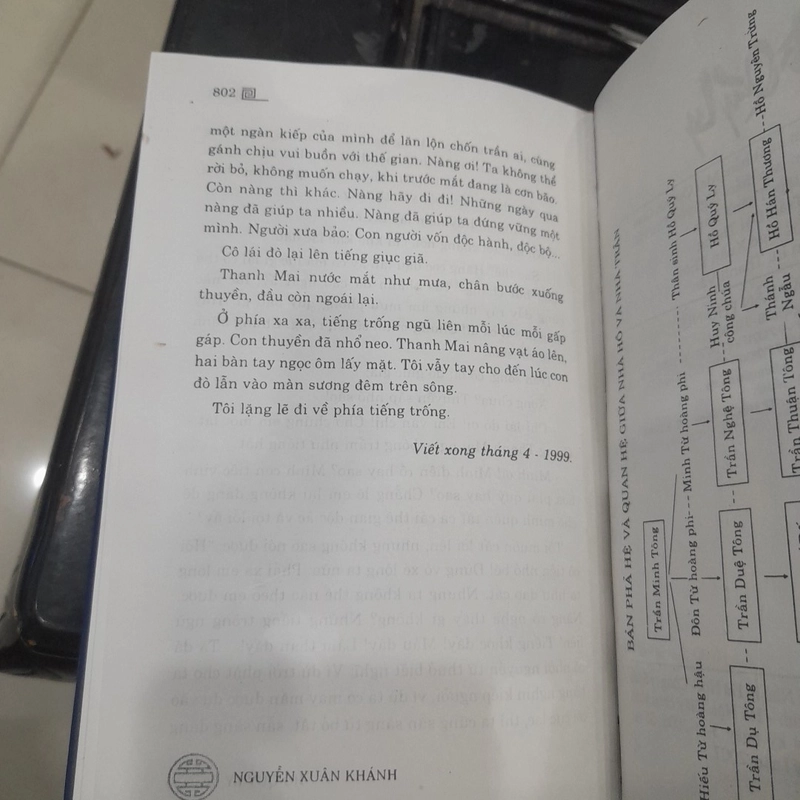 802
một ngàn kiếp của mình để lăn lộn chốn trần ai, cùng
gánh chịu vui buồn với thế gian. Nàng ơi! Ta không thể
rời bỏ, không muốn chạy, khi trước mắt đang là cơn bão.
Còn nàng thì khác. Nàng hãy đi đi! Những ngày qua
nàng đã giúp ta nhiều. Nàng đã giúp ta đứng vững một
mình. Người xưa bảo: Con người vốn độc hành, độc bộ...
Cô lái đò lại lên tiếng giục giã.
Thanh Mai nước mắt như mưa, chân bước xuống
thuyền, đầu còn ngoái lại.
Ở phía xa xa, tiếng trống ngũ liên mỗi lúc mỗi gấp
gáp. Con thuyền đã nhổ neo. Thanh Mai nâng vạt áo lên,
hai bàn tay ngọc ôm lấy mặt. Tôi vẫy tay cho đến lúc con
đò lẫn vào màn sương đêm trên sông.
Tôi lặng lẽ đi về phía tiếng trống.
Viết xong tháng 4 - 1999.
NGUYỄN XUÂN KHÁNH
BẢN PHẢ HỆ VÀ QUAN HỆ GIỮA NHÀ HỒ VÀ NHÀ TRẦN
Trần Minh Tông
Hiến Từ hoàng hậu
Đôn Từ hoàng phi
Minh Từ hoàng phi
Thân sinh Hồ Quý Ly
Trần Dụ Tông
Trần Duệ Tông
Trần Nghệ Tông
Huy Ninh
công chúa
Hồ Quý Ly
Trần Thuận Tông
Thánh
Ngẫu
Hồ Hán Thương
Hồ Nguyên Trừng